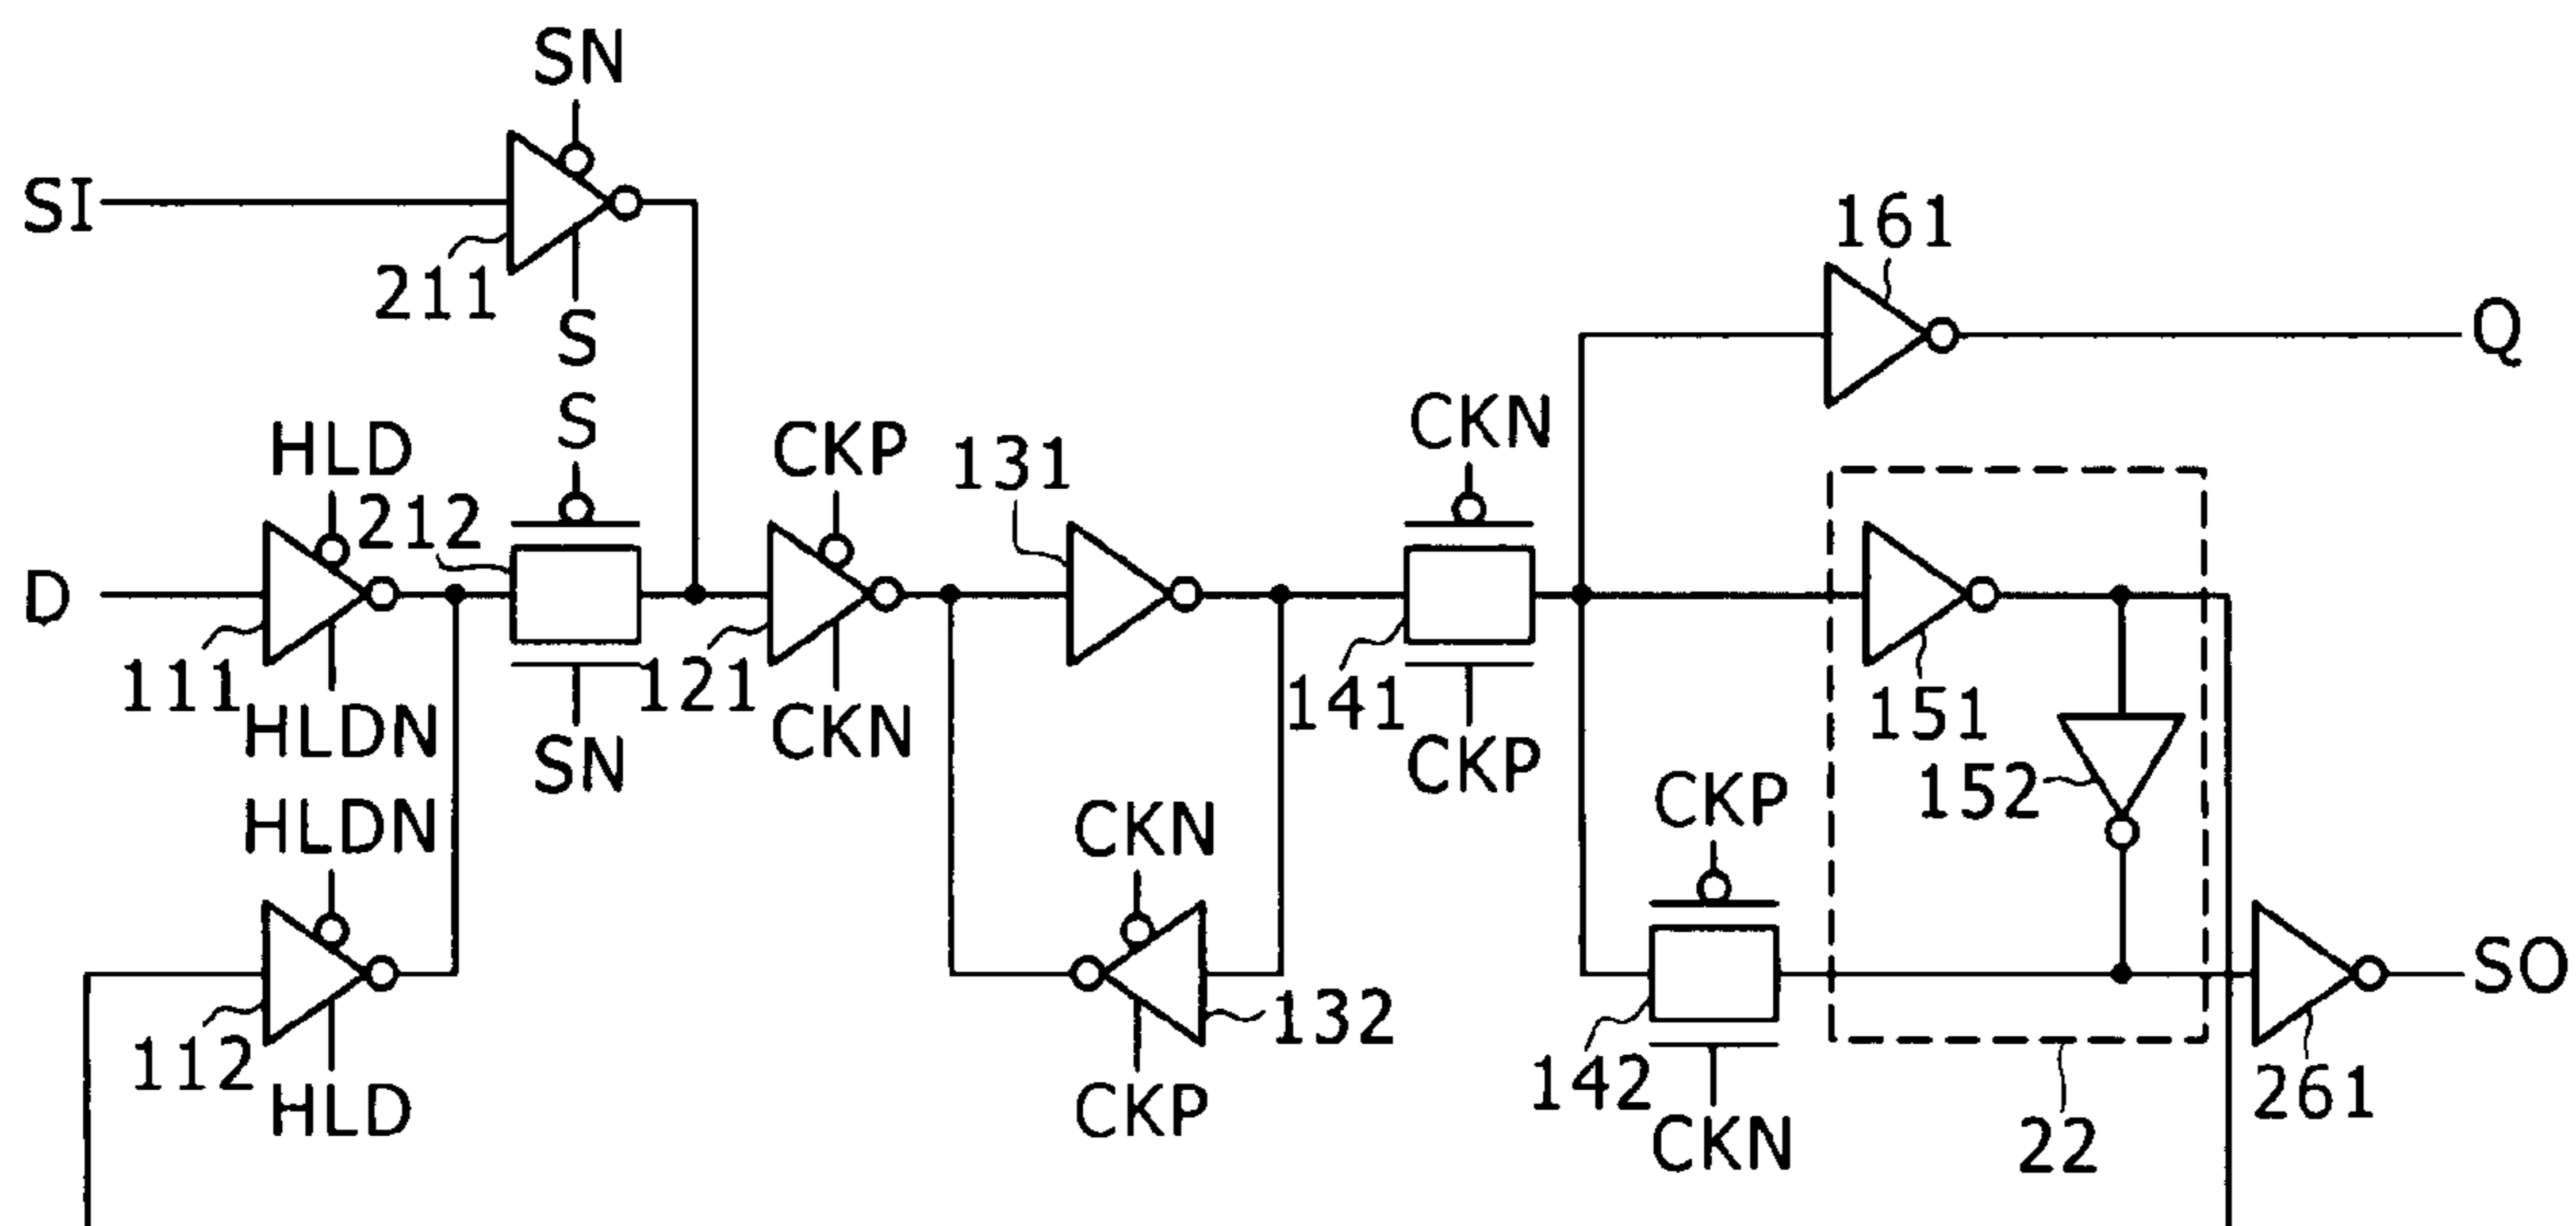 SN
SI
211
S
161
Q
S
HLD
212
CKP
131
CKN
D
111
HLDN
SN
121
CKN
141
CKP
151
HLDN
CKN
CKP
152
112
HLD
132
CKP
142
CKN
22
261
SO